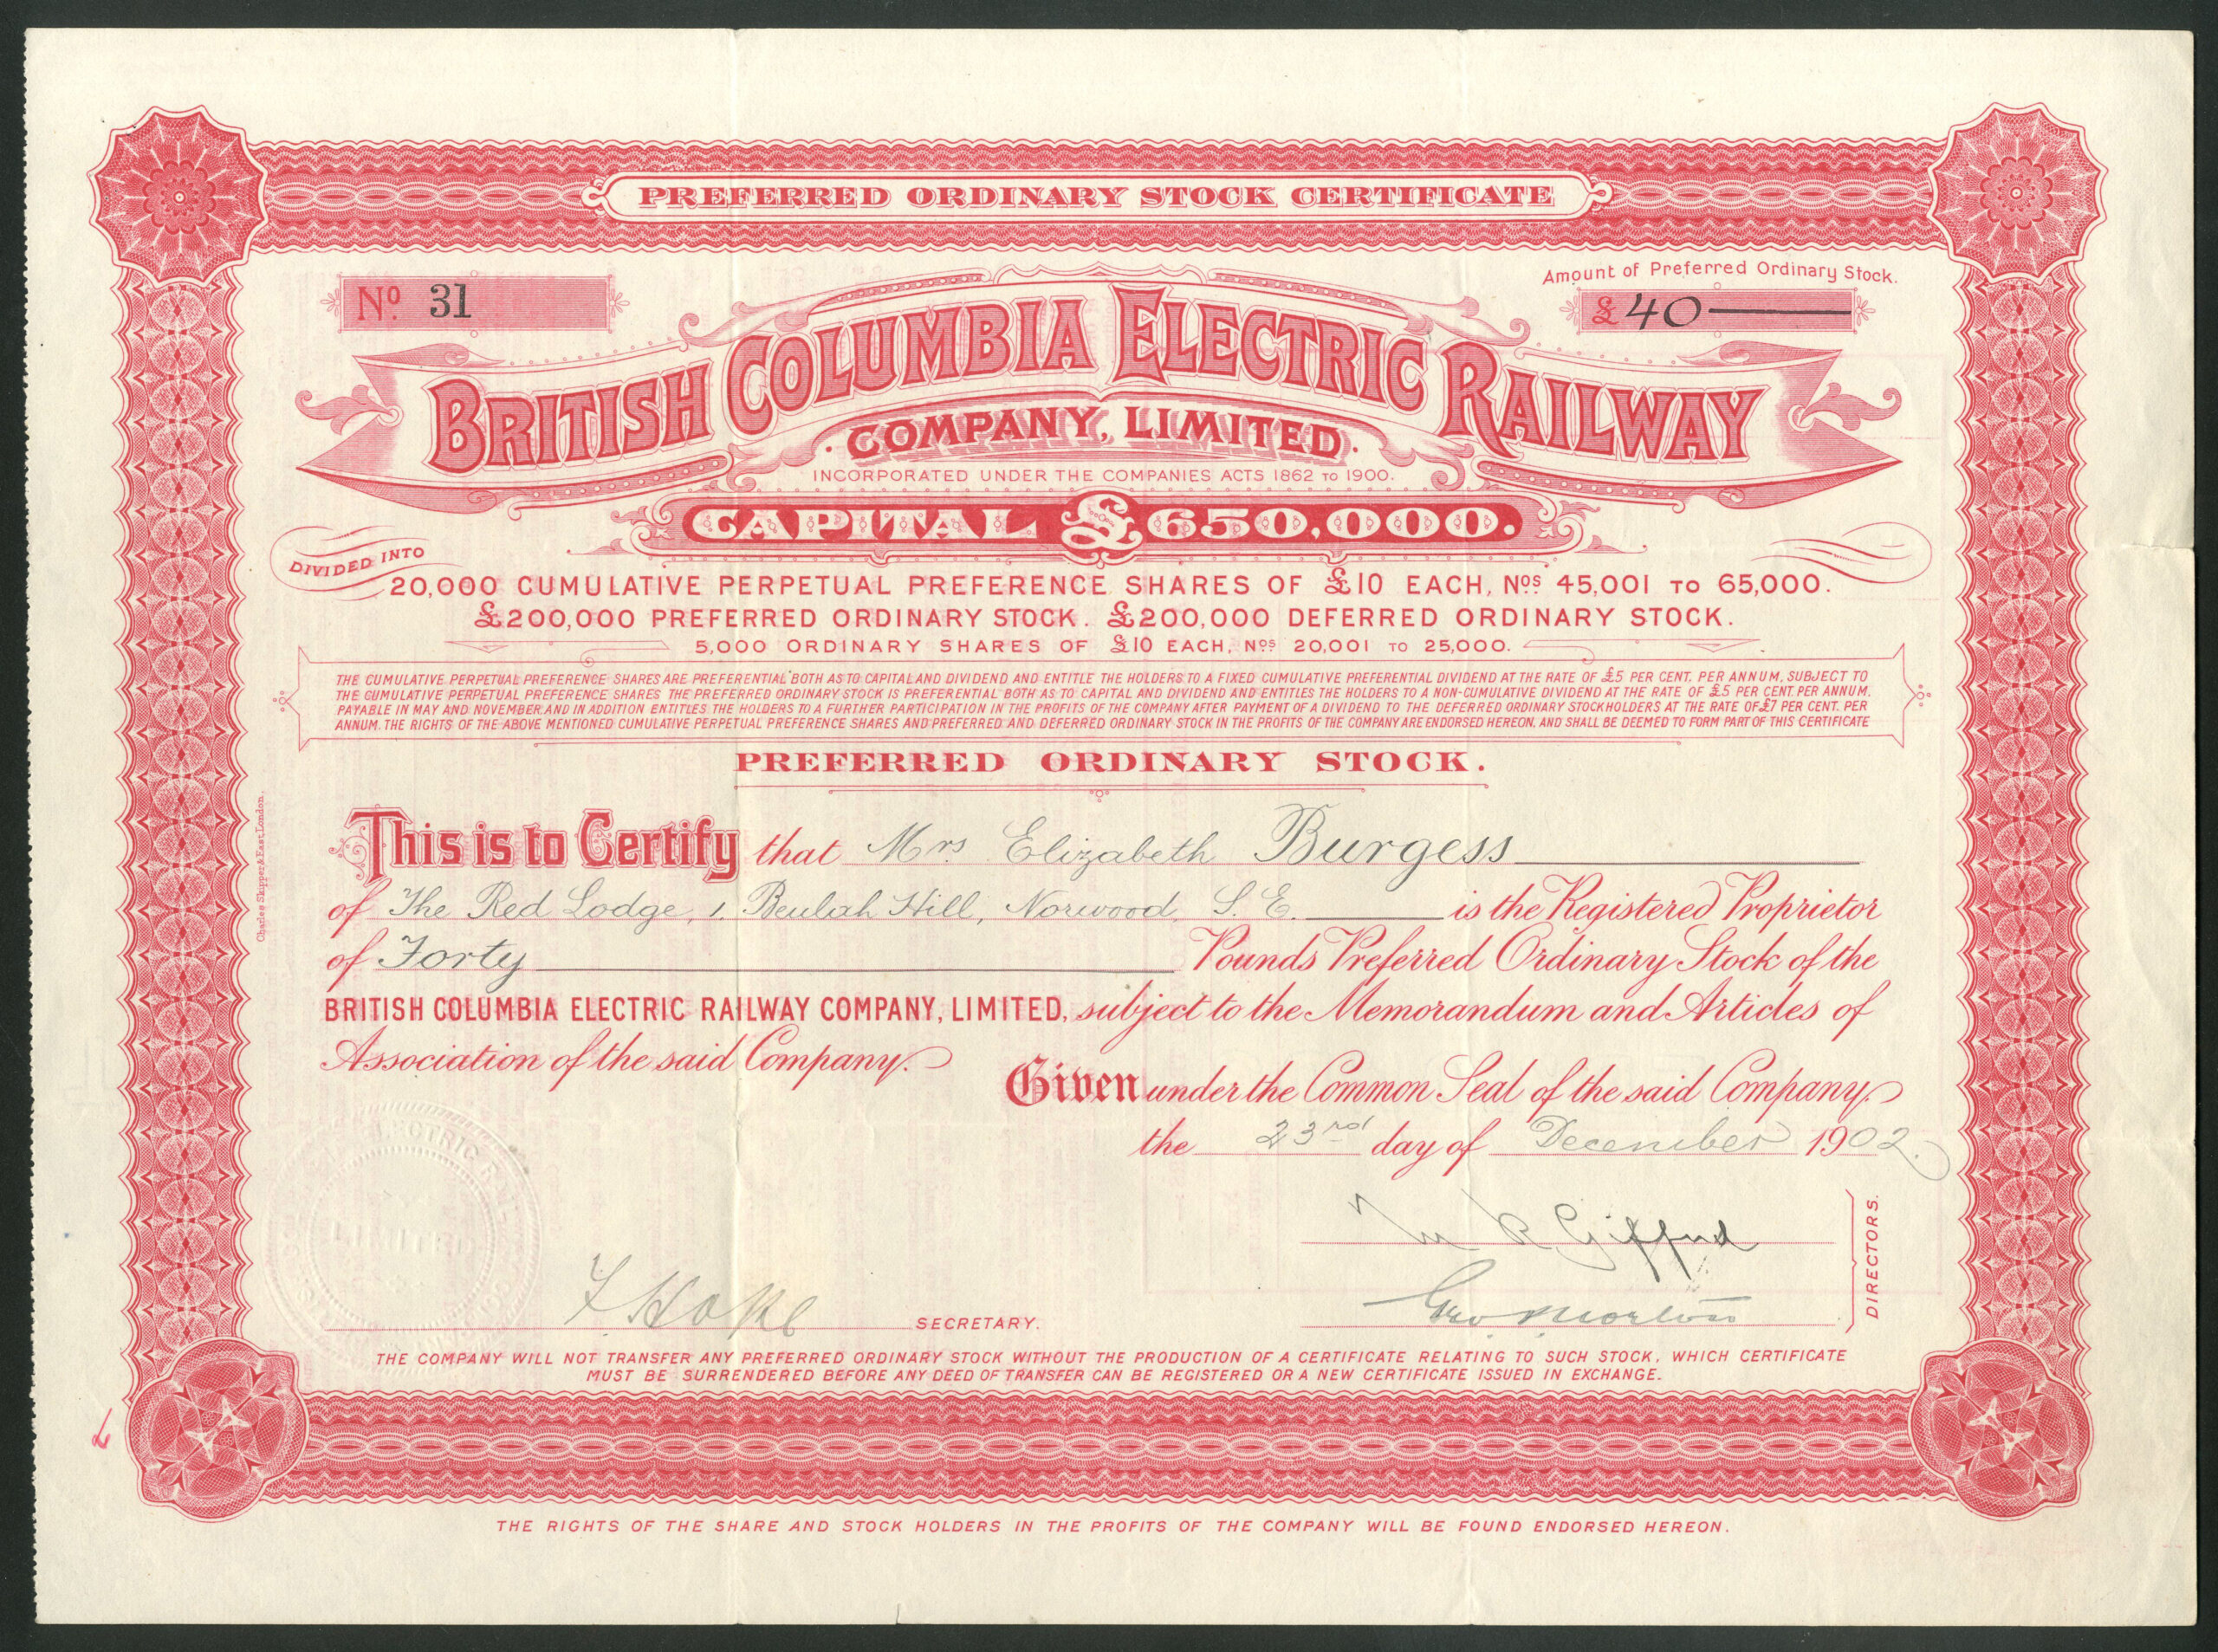 PREFERRED ORDINARY STOCK CERTIFICATE
Nº 31
Amount of Preferred Ordinary Stock.
£ 40
BRITISH COLUMBIA ELECTRIC RAILWAY
COMPANY, LIMITED.
INCORPORATED UNDER THE COMPANIES ACTS 1862 TO 1900.
CAPITAL £650,000.
DIVIDED INTO
20,000 CUMULATIVE PERPETUAL PREFERENCE SHARES OF £10 EACH, Nos 45,001 TO 65,000.
£200,000 PREFERRED ORDINARY STOCK. £200,000 DEFERRED ORDINARY STOCK.
5,000 ORDINARY SHARES OF £10 EACH, Nos 20,001 TO 25,000.
THE CUMULATIVE PERPETUAL PREFERENCE SHARES ARE PREFERENTIAL BOTH AS TO CAPITAL AND DIVIDEND AND ENTITLE THE HOLDERS TO A FIXED CUMULATIVE PREFERENTIAL DIVIDEND AT THE RATE OF £5 PER CENT. PER ANNUM, SUBJECT TO
THE CUMULATIVE PERPETUAL PREFERENCE SHARES THE PREFERRED ORDINARY STOCK IS PREFERENTIAL BOTH AS TO CAPITAL AND DIVIDEND AND ENTITLES THE HOLDERS TO A NON-CUMULATIVE DIVIDEND AT THE RATE OF £5 PER CENT. PER ANNUM.
PAYABLE IN MAY AND NOVEMBER AND IN ADDITION ENTITLES THE HOLDERS TO A FURTHER PARTICIPATION IN THE PROFITS OF THE COMPANY AFTER PAYMENT OF A DIVIDEND TO THE DEFERRED ORDINARY STOCKHOLDERS AT THE RATE OF £7 PER CENT. PER
ANNUM. THE RIGHTS OF THE ABOVE MENTIONED CUMULATIVE PERPETUAL PREFERENCE SHARES AND PREFERRED AND DEFERRED ORDINARY STOCK IN THE PROFITS OF THE COMPANY ARE ENDORSED HEREON, AND SHALL BE DEEMED TO FORM PART OF THIS CERTIFICATE
PREFERRED ORDINARY STOCK.
This is to Certify that Mrs Elizabeth Burgess
of The Red Lodge, 1, Beulah Hill, Norwood, S. E. is the Registered Proprietor
of Forty Pounds Preferred Ordinary Stock of the
BRITISH COLUMBIA ELECTRIC RAILWAY COMPANY, LIMITED, subject to the Memorandum and Articles of
Association of the said Company.
Given under the Common Seal of the said Company
the 23rd day of December 1902.
M R Gifford
F. Hope SECRETARY.
Geo. P. Norton
DIRECTORS.
LIMITED
THE COMPANY WILL NOT TRANSFER ANY PREFERRED ORDINARY STOCK WITHOUT THE PRODUCTION OF A CERTIFICATE RELATING TO SUCH STOCK, WHICH CERTIFICATE
MUST BE SURRENDERED BEFORE ANY DEED OF TRANSFER CAN BE REGISTERED OR A NEW CERTIFICATE ISSUED IN EXCHANGE.
THE RIGHTS OF THE SHARE AND STOCK HOLDERS IN THE PROFITS OF THE COMPANY WILL BE FOUND ENDORSED HEREON.
Charles Skipper & East, London.